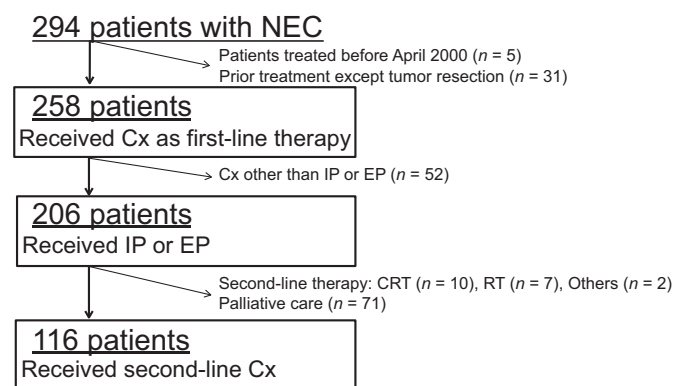 294 patients with NEC
Patients treated before April 2000 (n = 5)
Prior treatment except tumor resection (n = 31)
258 patients
Received Cx as first-line therapy
Cx other than IP or EP (n = 52)
206 patients
Received IP or EP
Second-line therapy: CRT (n = 10), RT (n = 7), Others (n = 2)
Palliative care (n = 71)
116 patients
Received second-line Cx